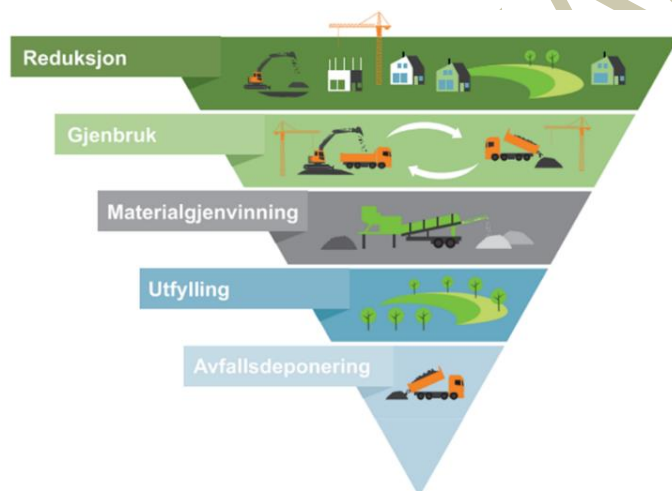 Reduksjon
Gjenbruk
Materialgjenvinning
Utfylling
Avfallsdeponering